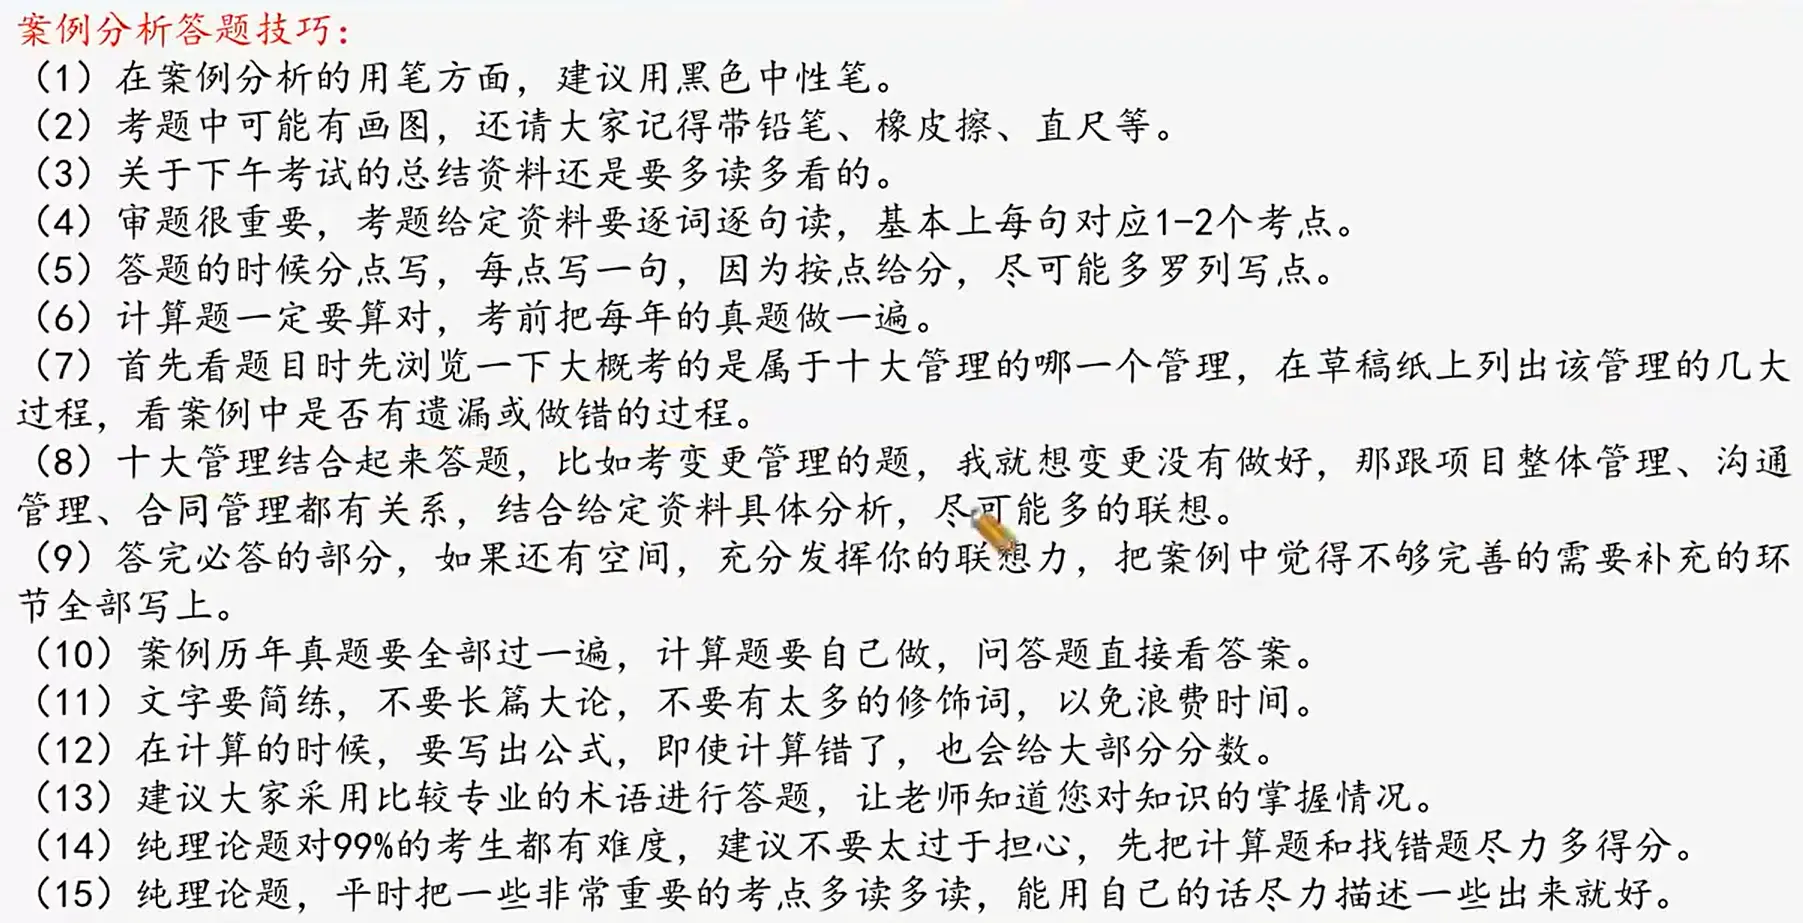 案例分析答题技巧：
（1）在案例分析的用笔方面，建议用黑色中性笔。
（2）考题中可能有画图，还请大家记得带铅笔、橡皮擦、直尺等。
（3）关于下午考试的总结资料还是要多读多看的。
（4）审题很重要，考题给定资料要逐词逐句读，基本上每句对应1-2个考点。
（5）答题的时候分点写，每点写一句，因为按点给分，尽可能多罗列写点。
（6）计算题一定要算对，考前把每年的真题做一遍。
（7）首先看题目时先浏览一下大概考的是属于十大管理的哪一个管理，在草稿纸上列出该管理的几大
过程，看案例中是否有遗漏或做错的过程。
（8）十大管理结合起来答题，比如考变更管理的题，我就想变更没有做好，那跟项目整体管理、沟通
管理、合同管理都有关系，结合给定资料具体分析，尽可能多的联想。
（9）答完必答的部分，如果还有空间，充分发挥你的联想力，把案例中觉得不够完善的需要补充的环
节全部写上。
（10）案例历年真题要全部过一遍，计算题要自己做，问答题直接看答案。
（11）文字要简练，不要长篇大论，不要有太多的修饰词，以免浪费时间。
（12）在计算的时候，要写出公式，即使计算错了，也会给大部分分数。
（13）建议大家采用比较专业的术语进行答题，让老师知道您对知识的掌握情况。
（14）纯理论题对99%的考生都有难度，建议不要太过于担心，先把计算题和找错题尽力多得分。
（15）纯理论题，平时把一些非常重要的考点多读多读，能用自己的话尽力描述一些出来就好。